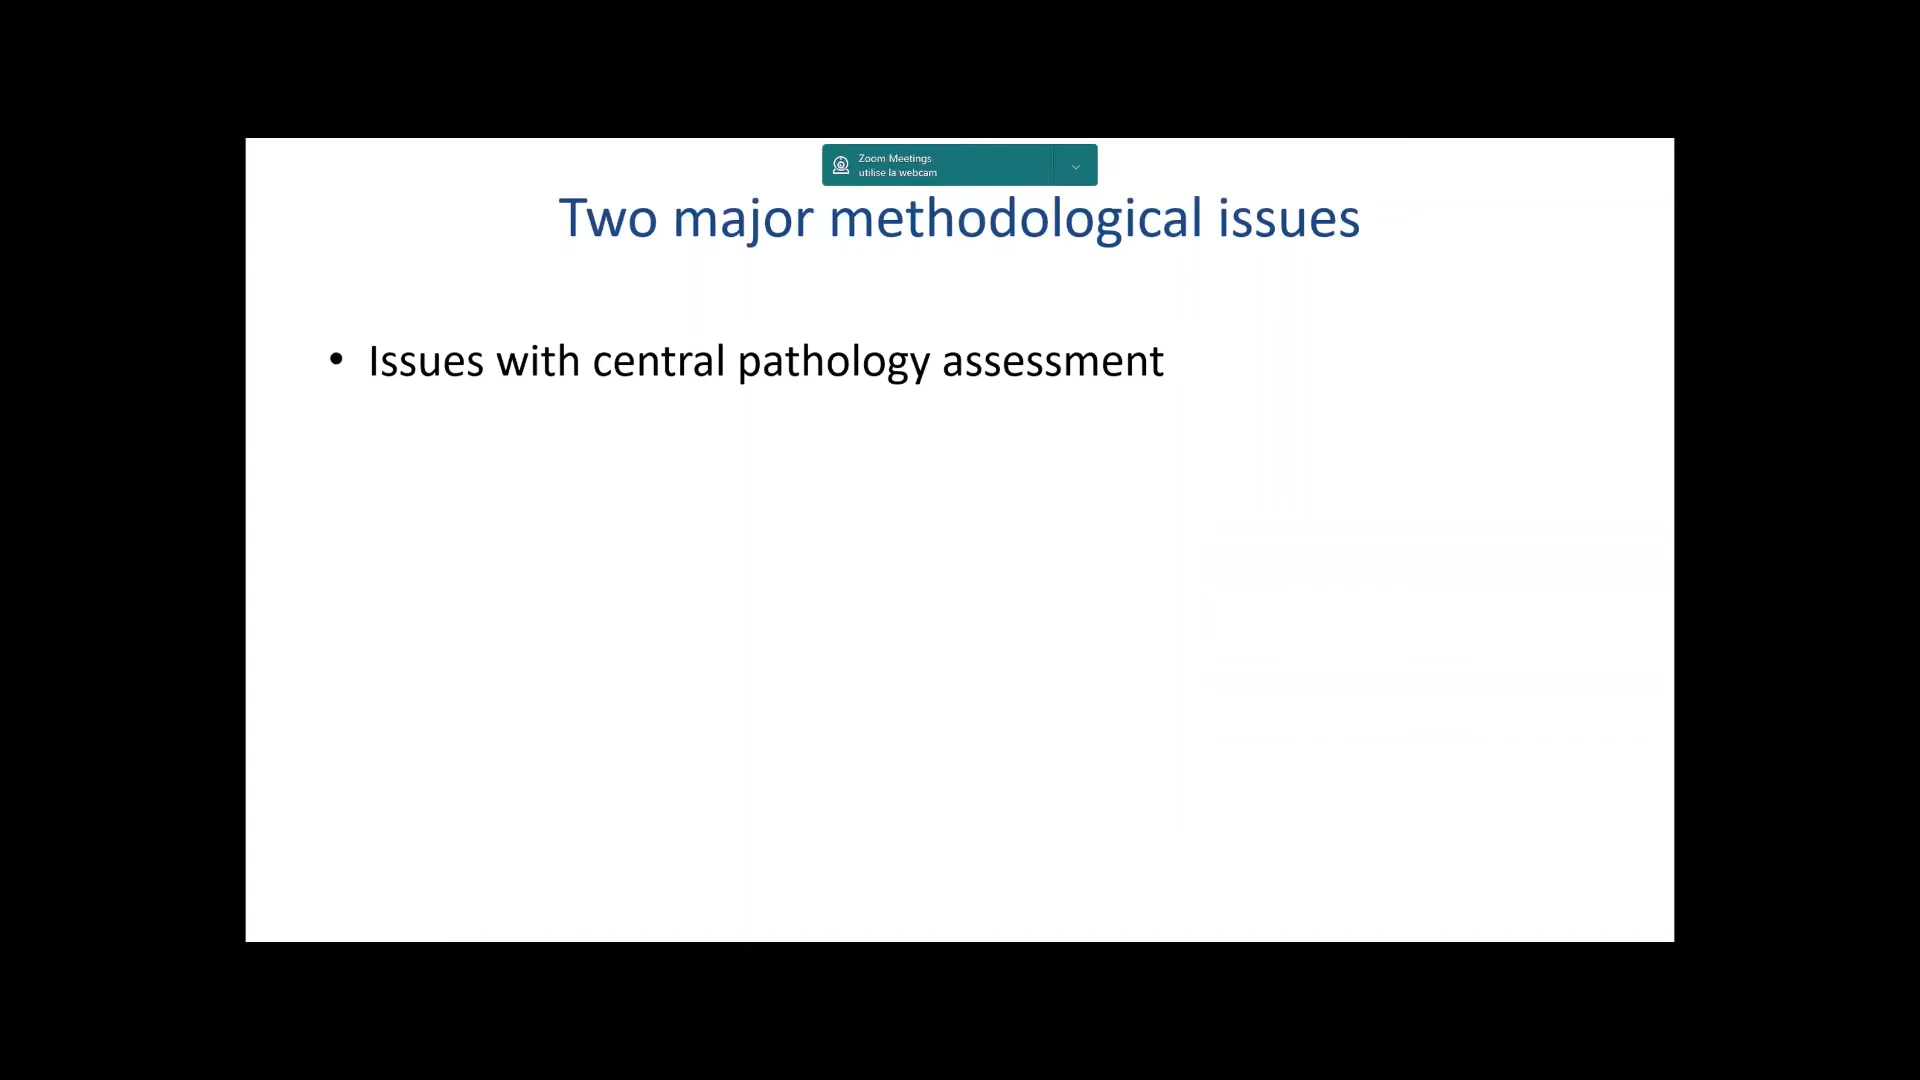 Zoom Meetings
utilise la webcam
Two major methodological issues
• Issues with central pathology assessment